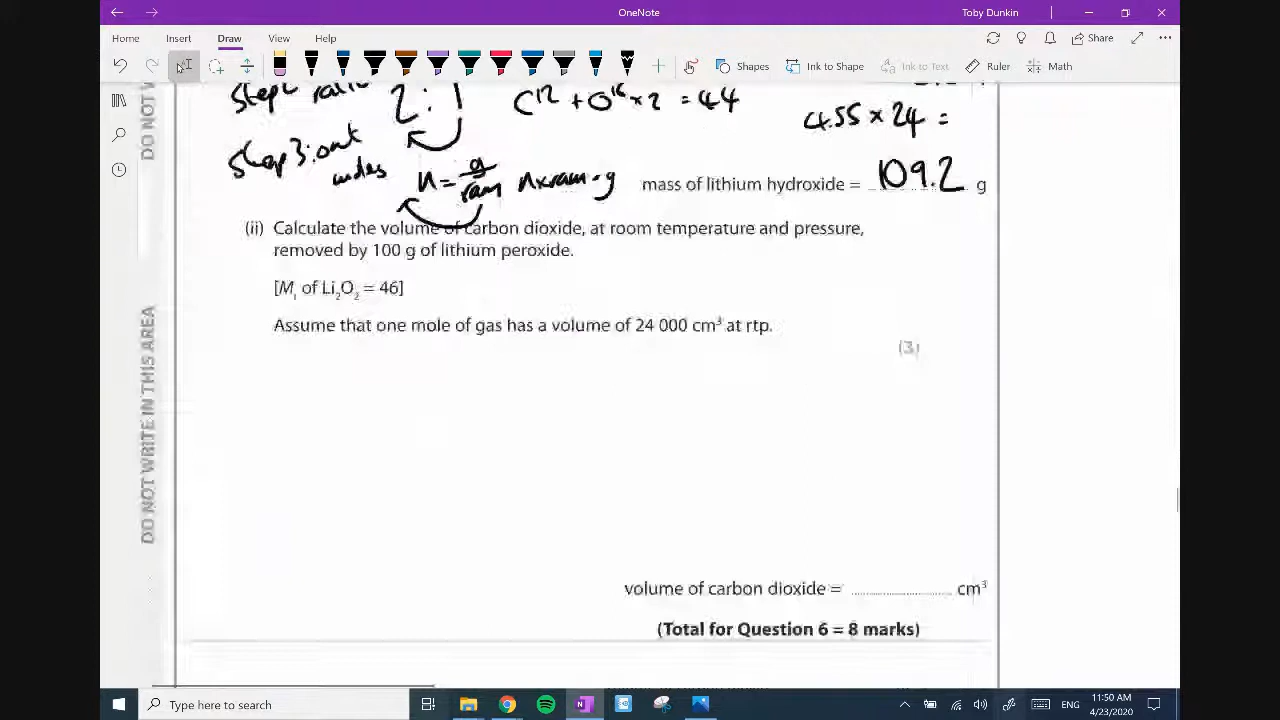 OneNote
Toby Dunkin
Home Insert Draw View Help
Share
Shapes Ink to Shape Ink to Text Ruler Math
step2 ratio 2:1 C12 + O16 × 2 = 44
4.55 × 24 =
step 3: out
n = g/ram n×ram=g
mass of lithium hydroxide = 109.2 g
(ii) Calculate the volume of carbon dioxide, at room temperature and pressure,
removed by 100 g of lithium peroxide.
[Mr of Li2O2 = 46]
Assume that one mole of gas has a volume of 24 000 cm³ at rtp.
(3)
DO NOT WRITE IN THIS AREA
volume of carbon dioxide = .......................... cm³
(Total for Question 6 = 8 marks)
Type here to search
ENG
11:50 AM
4/23/2020